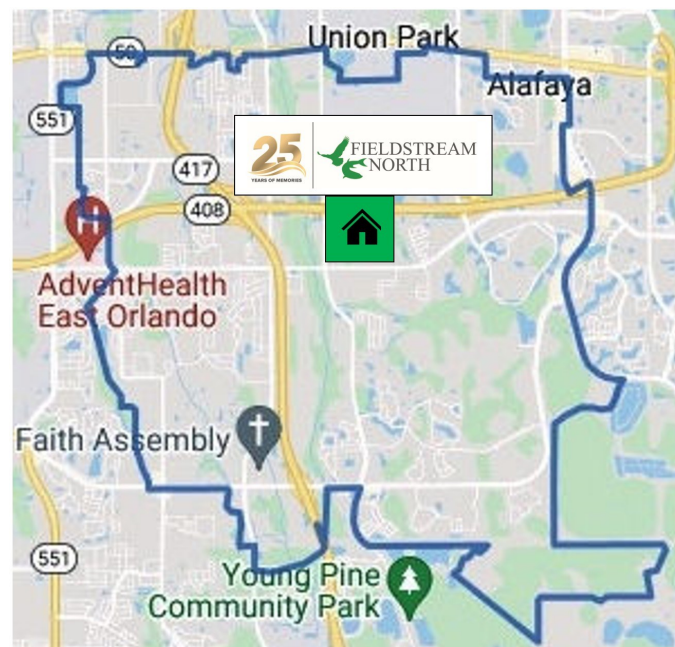 Union Park
50
Alafaya
551
25
YEARS OF MEMORIES
FIELDSTREAM
NORTH
417
408
H
AdventHealth
East Orlando
Faith Assembly
551
Young Pine
Community Park